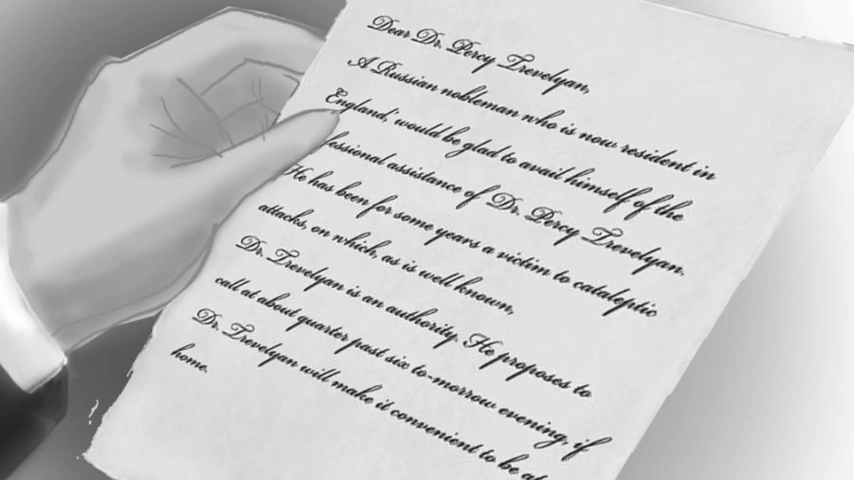 Dear Dr. Percy Trevelyan,
A Russian nobleman who is now resident in
England,' would be glad to avail himself of the
fessional assistance of Dr. Percy Trevelyan.
He has been for some years a victim to cataleptic
attacks, on which, as is well known,
Dr. Trevelyan is an authority. He proposes to
call at about quarter past six to-morrow evening, if
Dr. Trevelyan will make it convenient to be at
home.